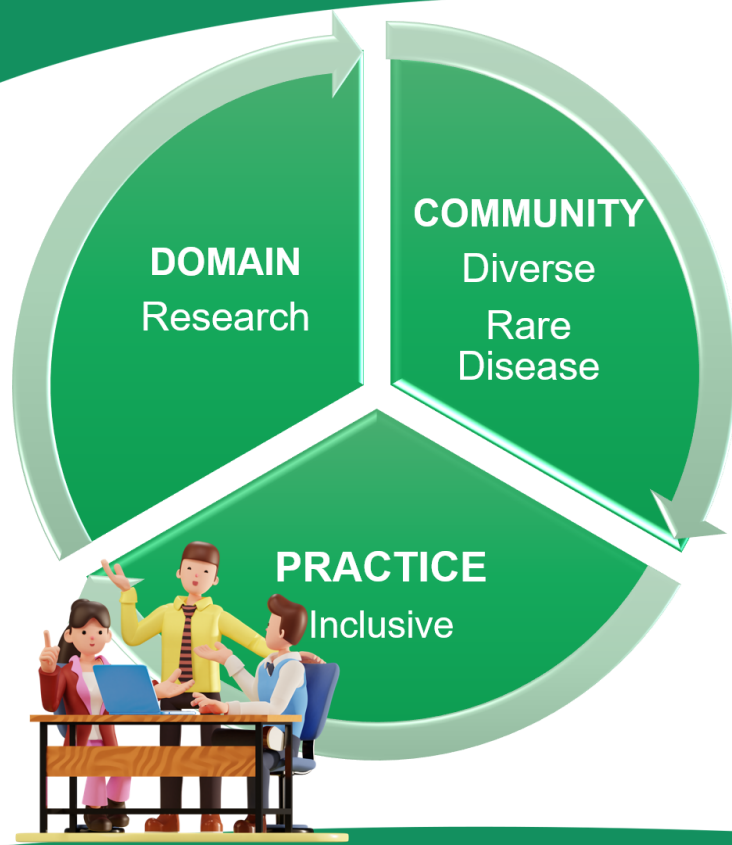 DOMAIN
Research
COMMUNITY
Diverse
Rare
Disease
PRACTICE
Inclusive